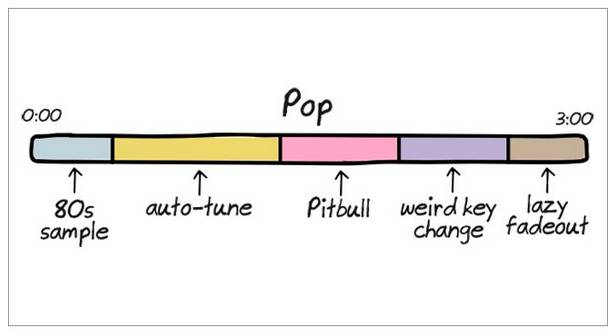 Pop
0:00
3:00
80s
sample
auto-tune
Pitbull
weird key
change
lazy
fadeout